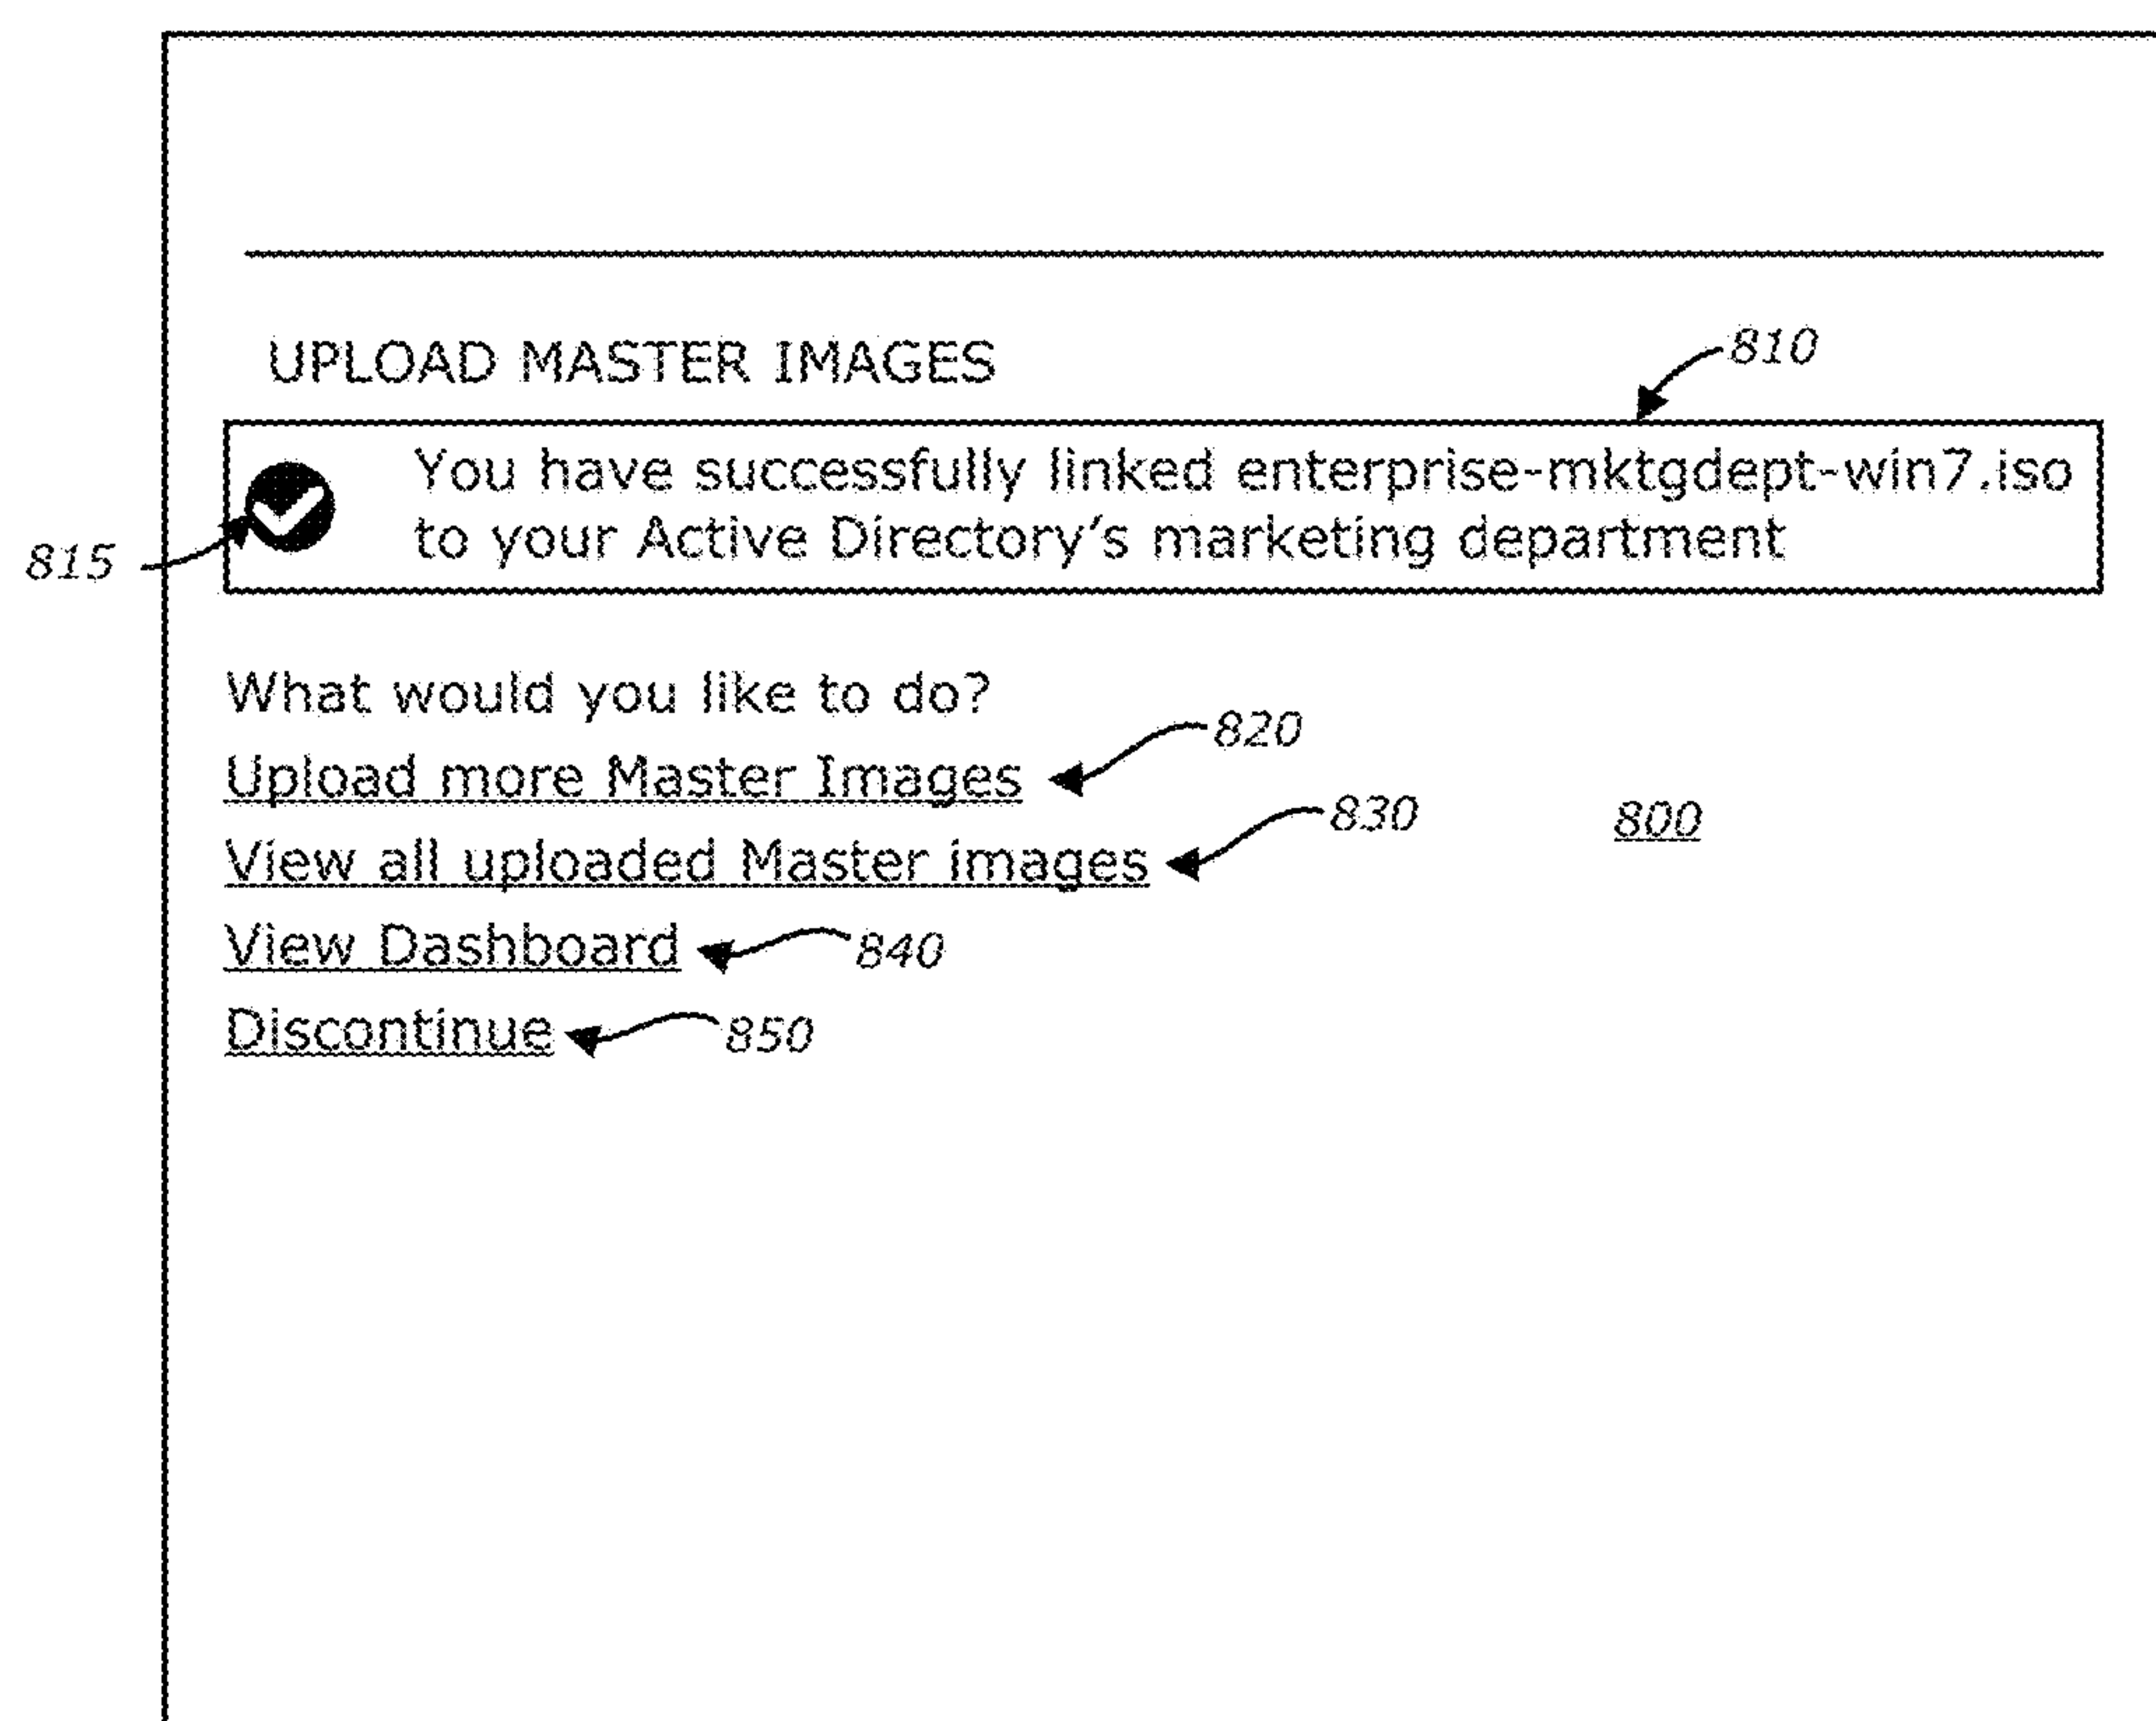 UPLOAD MASTER IMAGES
810
You have successfully linked enterprise-mktgdept-win7.iso
to your Active Directory's marketing department
815
What would you like to do?
820
Upload more Master Images
830
800
View all uploaded Master images
View Dashboard
840
Discontinue
850